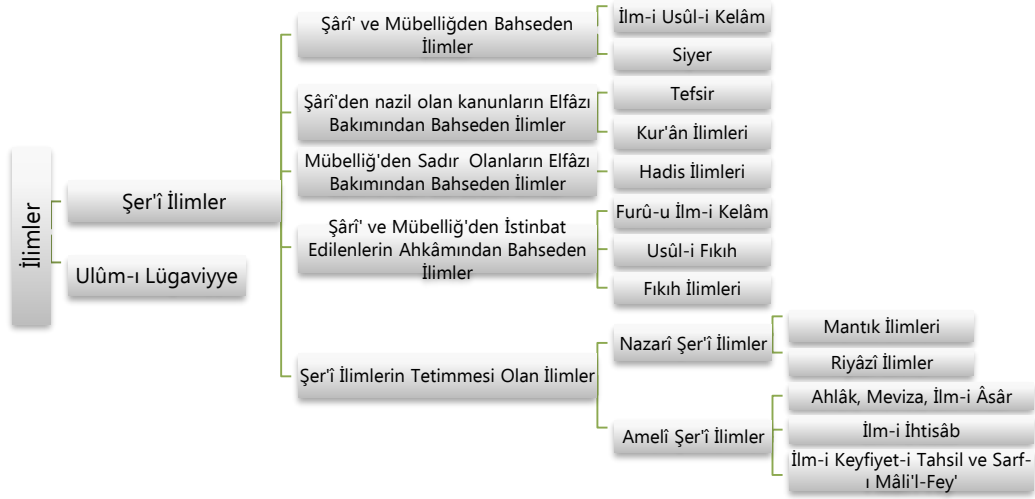 İlimler
Şer'î İlimler
Ulûm-ı Lügaviyye
Şârî' ve Mübelliğden Bahseden
İlimler
İlm-i Usûl-i Kelâm
Siyer
Şârî'den nazil olan kanunların Elfâzı
Bakımından Bahseden İlimler
Tefsir
Kur'ân İlimleri
Mübelliğ'den Sadır Olanların Elfâzı
Bakımından Bahseden İlimler
Hadis İlimleri
Şârî' ve Mübelliğ'den İstinbat
Edilenlerin Ahkâmından Bahseden
İlimler
Furû-u İlm-i Kelâm
Usûl-i Fıkıh
Fıkıh İlimleri
Şer'î İlimlerin Tetimmesi Olan İlimler
Nazarî Şer'î İlimler
Mantık İlimleri
Riyâzî İlimler
Amelî Şer'î İlimler
Ahlâk, Meviza, İlm-i Âsâr
İlm-i İhtisâb
İlm-i Keyfiyet-i Tahsil ve Sarf-
ı Mâli'l-Fey'